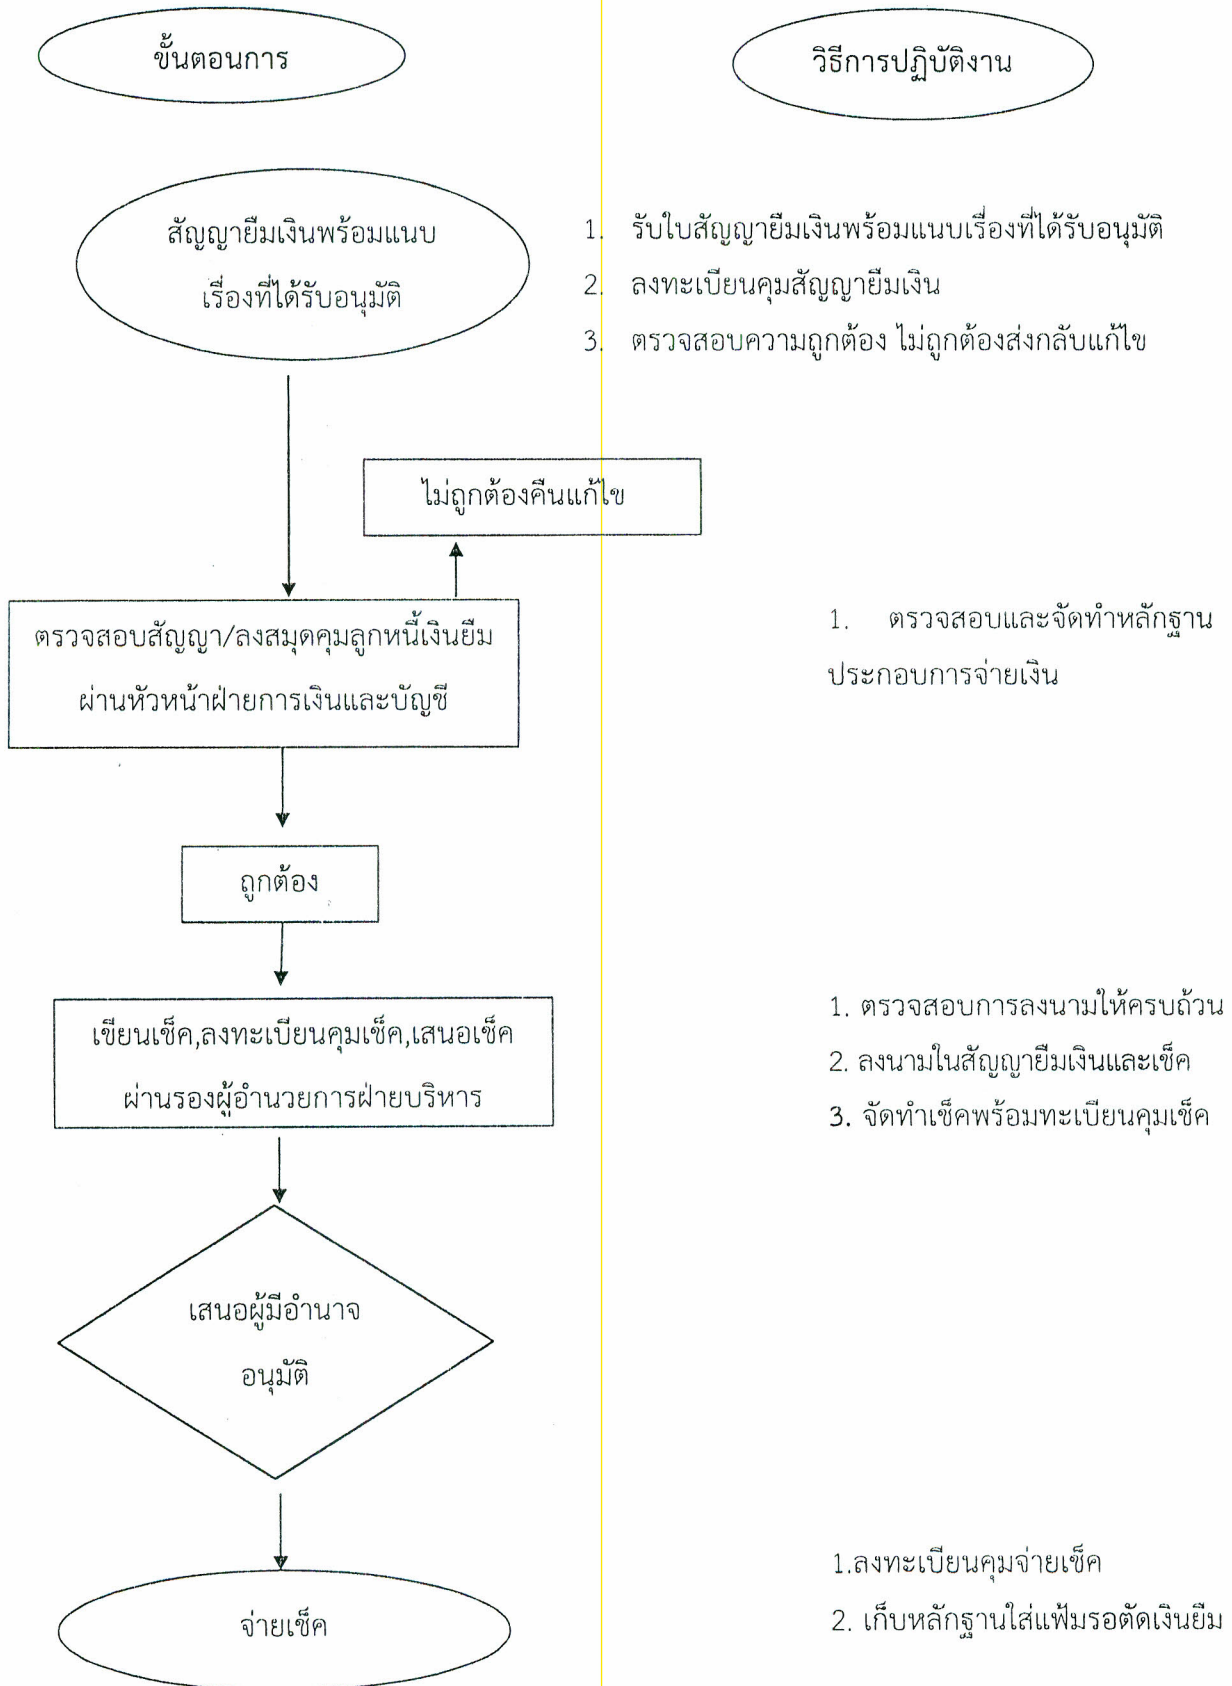 ขั้นตอนการ
วิธีการปฏิบัติงาน
สัญญายืมเงินพร้อมแนบ
เรื่องที่ได้รับอนุมัติ
1. รับใบสัญญายืมเงินพร้อมแนบเรื่องที่ได้รับอนุมัติ
2. ลงทะเบียนคุมสัญญายืมเงิน
3. ตรวจสอบความถูกต้อง ไม่ถูกต้องส่งกลับแก้ไข
ไม่ถูกต้องคืนแก้ไข
ตรวจสอบสัญญา/ลงสมุดคุมลูกหนี้เงินยืม
ผ่านหัวหน้าฝ่ายการเงินและบัญชี
1. ตรวจสอบและจัดทำหลักฐาน
ประกอบการจ่ายเงิน
ถูกต้อง
เขียนเช็ค,ลงทะเบียนคุมเช็ค,เสนอเช็ค
ผ่านรองผู้อำนวยการฝ่ายบริหาร
1. ตรวจสอบการลงนามให้ครบถ้วน
2. ลงนามในสัญญายืมเงินและเช็ค
3. จัดทำเช็คพร้อมทะเบียนคุมเช็ค
เสนอผู้มีอำนาจ
อนุมัติ
จ่ายเช็ค
1.ลงทะเบียนคุมจ่ายเช็ค
2. เก็บหลักฐานใส่แฟ้มรอตัดเงินยืม